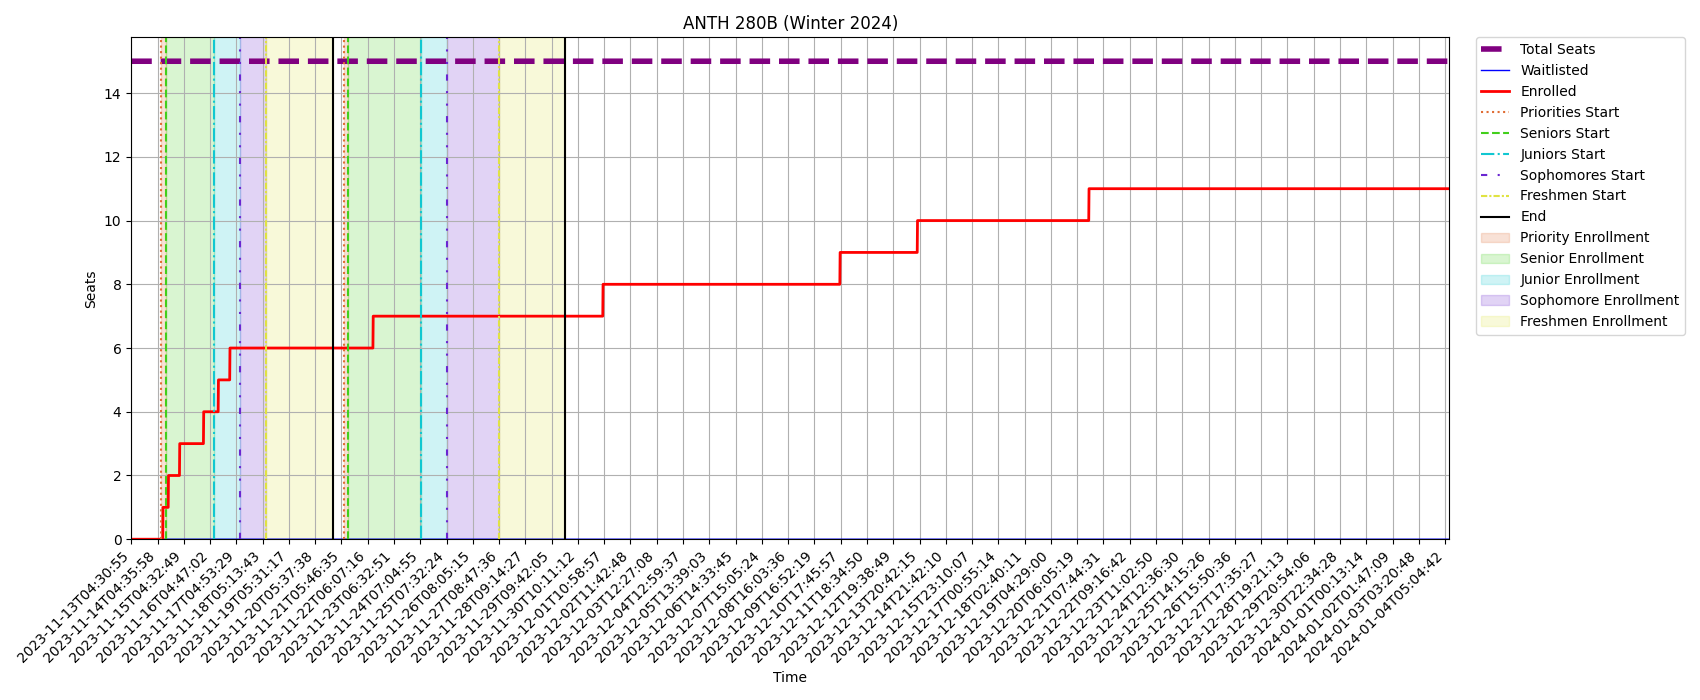 ANTH 280B (Winter 2024)
Total Seats
Waitlisted
Enrolled
Priorities Start
Seniors Start
Juniors Start
Sophomores Start
Freshmen Start
End
Priority Enrollment
Senior Enrollment
Junior Enrollment
Sophomore Enrollment
Freshmen Enrollment
Seats
14
12
10
8
6
4
2
0
2023-11-13T04:30:55
2023-11-14T04:35:58
2023-11-15T04:32:49
2023-11-16T04:47:02
2023-11-17T04:53:29
2023-11-18T05:13:43
2023-11-19T05:31:17
2023-11-20T05:37:38
2023-11-21T05:46:35
2023-11-22T06:07:16
2023-11-23T06:32:51
2023-11-24T07:04:55
2023-11-25T07:32:24
2023-11-26T08:05:15
2023-11-27T08:47:36
2023-11-28T09:14:27
2023-11-29T09:42:05
2023-11-30T10:11:12
2023-12-01T10:58:57
2023-12-02T11:42:48
2023-12-03T12:27:08
2023-12-04T12:59:37
2023-12-05T13:39:03
2023-12-06T14:33:45
2023-12-07T15:05:24
2023-12-08T16:03:36
2023-12-09T16:52:19
2023-12-10T17:45:57
2023-12-11T18:34:50
2023-12-12T19:38:49
2023-12-13T20:42:15
2023-12-14T21:42:10
2023-12-15T23:10:07
2023-12-17T00:55:14
2023-12-18T02:40:11
2023-12-19T04:29:00
2023-12-20T06:05:19
2023-12-21T07:44:31
2023-12-22T09:16:42
2023-12-23T11:02:50
2023-12-24T12:36:30
2023-12-25T14:15:26
2023-12-26T15:50:36
2023-12-27T17:35:27
2023-12-28T19:21:13
2023-12-29T20:54:06
2023-12-30T22:34:28
2024-01-01T00:13:14
2024-01-02T01:47:09
2024-01-03T03:20:48
2024-01-04T05:04:42
Time